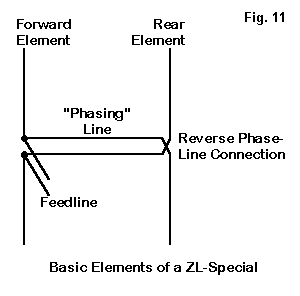 Fig. 11
Forward
Element
Rear
Element
"Phasing"
Line
Reverse Phase-
Line Connection
Feedline
Basic Elements of a ZL-Special